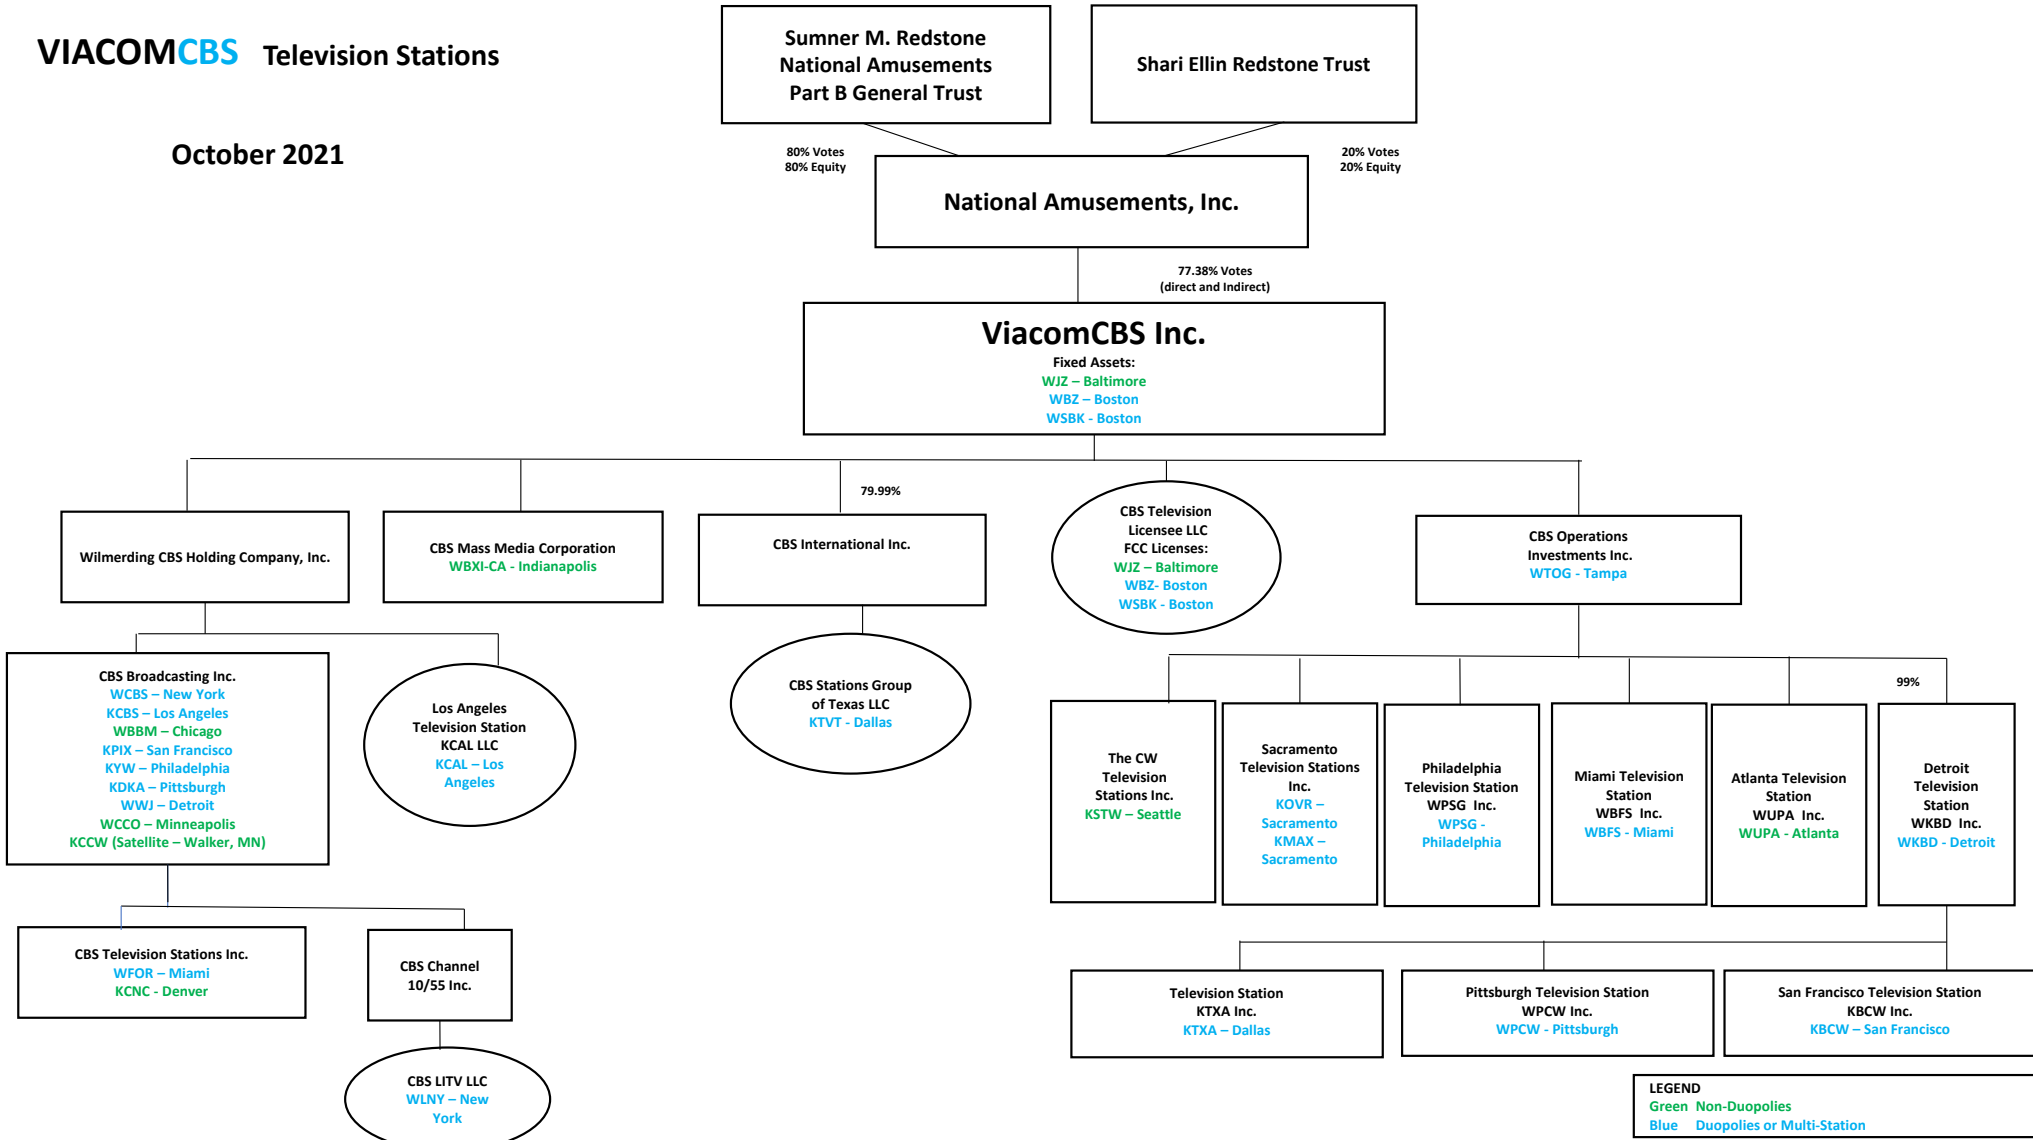 VIACOMCBS Television Stations
October 2021
Sumner M. Redstone
National Amusements
Part B General Trust
Shari Ellin Redstone Trust
80% Votes
80% Equity
20% Votes
20% Equity
National Amusements, Inc.
77.38% Votes
(direct and Indirect)
ViacomCBS Inc.
Fixed Assets:
WJZ – Baltimore
WBZ – Boston
WSBK - Boston
79.99%
Wilmerding CBS Holding Company, Inc.
CBS Mass Media Corporation
WBXI-CA - Indianapolis
CBS International Inc.
CBS Television
Licensee LLC
FCC Licenses:
WJZ – Baltimore
WBZ- Boston
WSBK - Boston
CBS Operations
Investments Inc.
WTOG - Tampa
CBS Broadcasting Inc.
WCBS – New York
KCBS – Los Angeles
WBBM – Chicago
KPIX – San Francisco
KYW – Philadelphia
KDKA – Pittsburgh
WWJ – Detroit
WCCO – Minneapolis
KCCW (Satellite – Walker, MN)
Los Angeles
Television Station
KCAL LLC
KCAL – Los
Angeles
CBS Stations Group
of Texas LLC
KTVT - Dallas
99%
The CW
Television
Stations Inc.
KSTW – Seattle
Sacramento
Television Stations
Inc.
KOVR –
Sacramento
KMAX –
Sacramento
Philadelphia
Television Station
WPSG Inc.
WPSG -
Philadelphia
Miami Television
Station
WBFS Inc.
WBFS - Miami
Atlanta Television
Station
WUPA Inc.
WUPA - Atlanta
Detroit
Television
Station
WKBD Inc.
WKBD - Detroit
CBS Television Stations Inc.
WFOR – Miami
KCNC - Denver
CBS Channel
10/55 Inc.
Television Station
KTXA Inc.
KTXA – Dallas
Pittsburgh Television Station
WPCW Inc.
WPCW - Pittsburgh
San Francisco Television Station
KBCW Inc.
KBCW – San Francisco
CBS LITV LLC
WLNY – New
York
LEGEND
Green Non-Duopolies
Blue Duopolies or Multi-Station